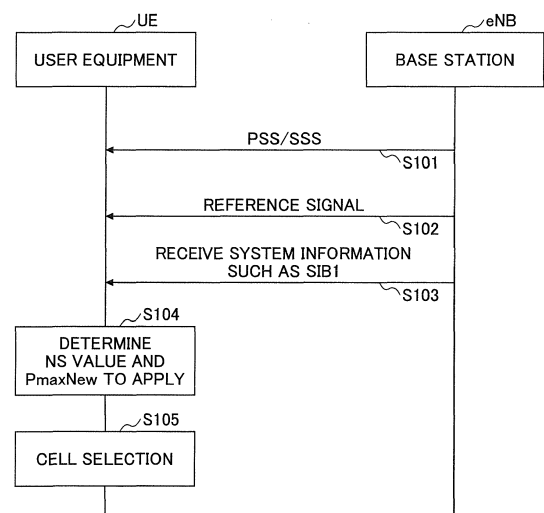 UE
eNB
USER EQUIPMENT
BASE STATION
PSS/SSS
S101
REFERENCE SIGNAL
S102
RECEIVE SYSTEM INFORMATION
SUCH AS SIB1
S103
S104
DETERMINE
NS VALUE AND
PmaxNew TO APPLY
S105
CELL SELECTION